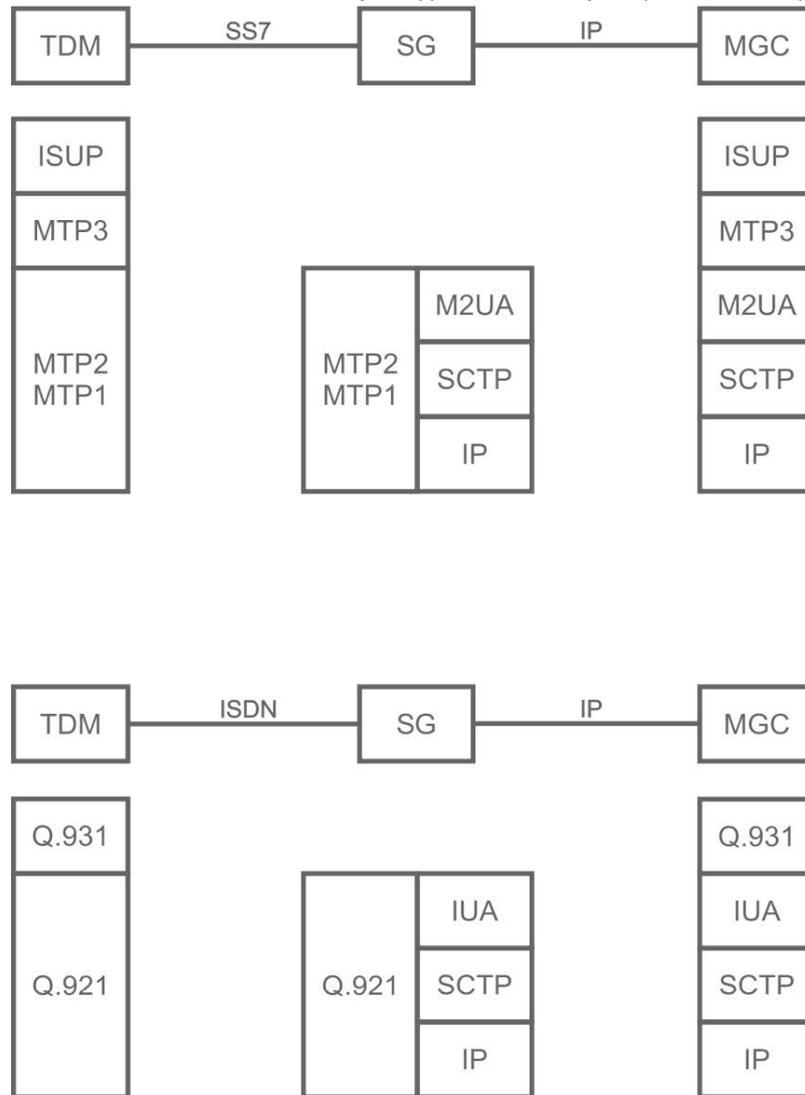 TDM
SS7
SG
IP
MGC
ISUP
ISUP
MTP3
MTP3
MTP2
MTP1
MTP2
MTP1
M2UA
SCTP
IP
M2UA
SCTP
IP
TDM
ISDN
SG
IP
MGC
Q.931
Q.931
Q.921
Q.921
IUA
SCTP
IP
IUA
SCTP
IP